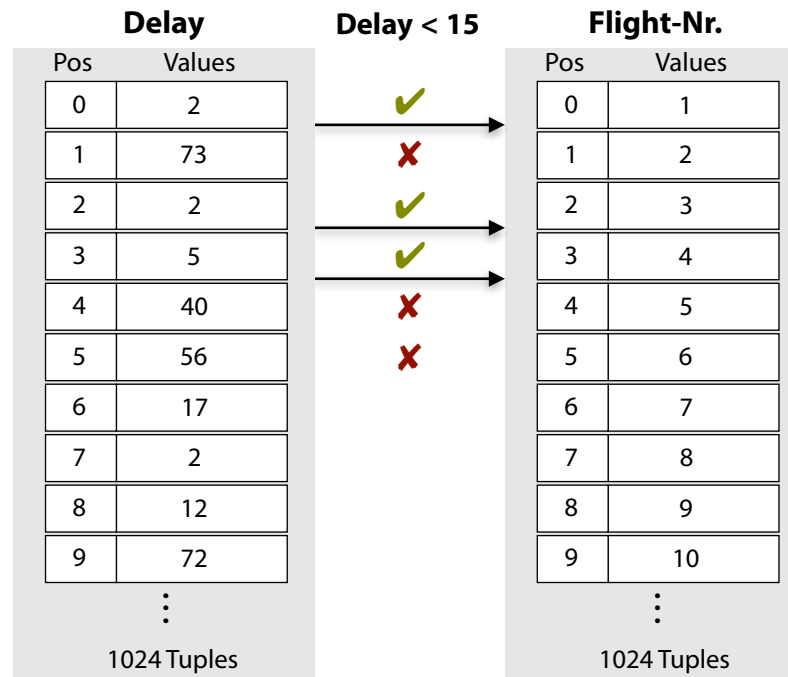 Delay Delay < 15 Flight-Nr.
Pos Values Pos Values
0 2 ✔ 0 1
1 73 ✘ 1 2
2 2 ✔ 2 3
3 5 ✔ 3 4
4 40 ✘ 4 5
5 56 ✘ 5 6
6 17 6 7
7 2 7 8
8 12 8 9
9 72 9 10
⋮ ⋮
1024 Tuples 1024 Tuples